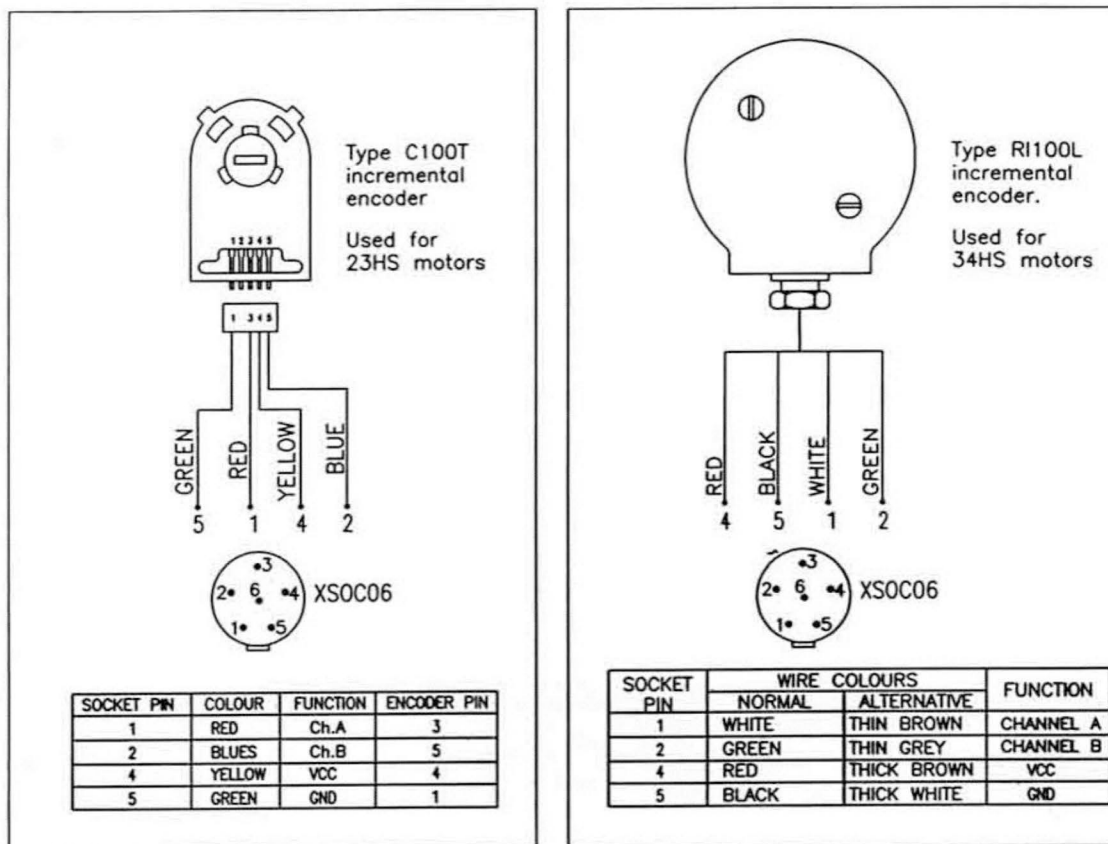 Type C100T
incremental
encoder
Used for
23HS motors
1 2 3 4 5
1 3 4 5
GREEN
RED
YELLOW
BLUE
5 1 4 2
3
2 6 4
1 5
XSOC06
SOCKET PIN COLOUR FUNCTION ENCODER PIN
1 RED Ch.A 3
2 BLUES Ch.B 5
4 YELLOW VCC 4
5 GREEN GND 1
Type RI100L
incremental
encoder.
Used for
34HS motors
RED
BLACK
WHITE
GREEN
4 5 1 2
3
2 6 4
1 5
XSOC06
SOCKET PIN WIRE COLOURS FUNCTION
NORMAL ALTERNATIVE
1 WHITE THIN BROWN CHANNEL A
2 GREEN THIN GREY CHANNEL B
4 RED THICK BROWN VCC
5 BLACK THICK WHITE GND